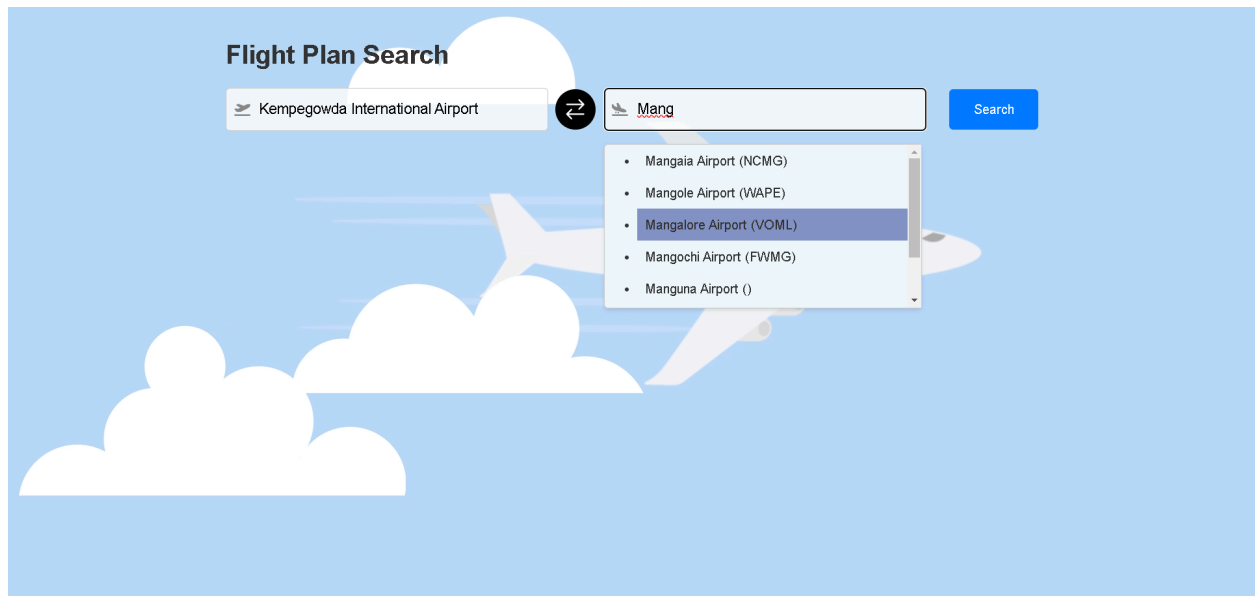 Flight Plan Search
Kempegowda International Airport
Mang
Search
Mangaia Airport (NCMG)
Mangole Airport (WAPE)
Mangalore Airport (VOML)
Mangochi Airport (FWMG)
Manguna Airport ()